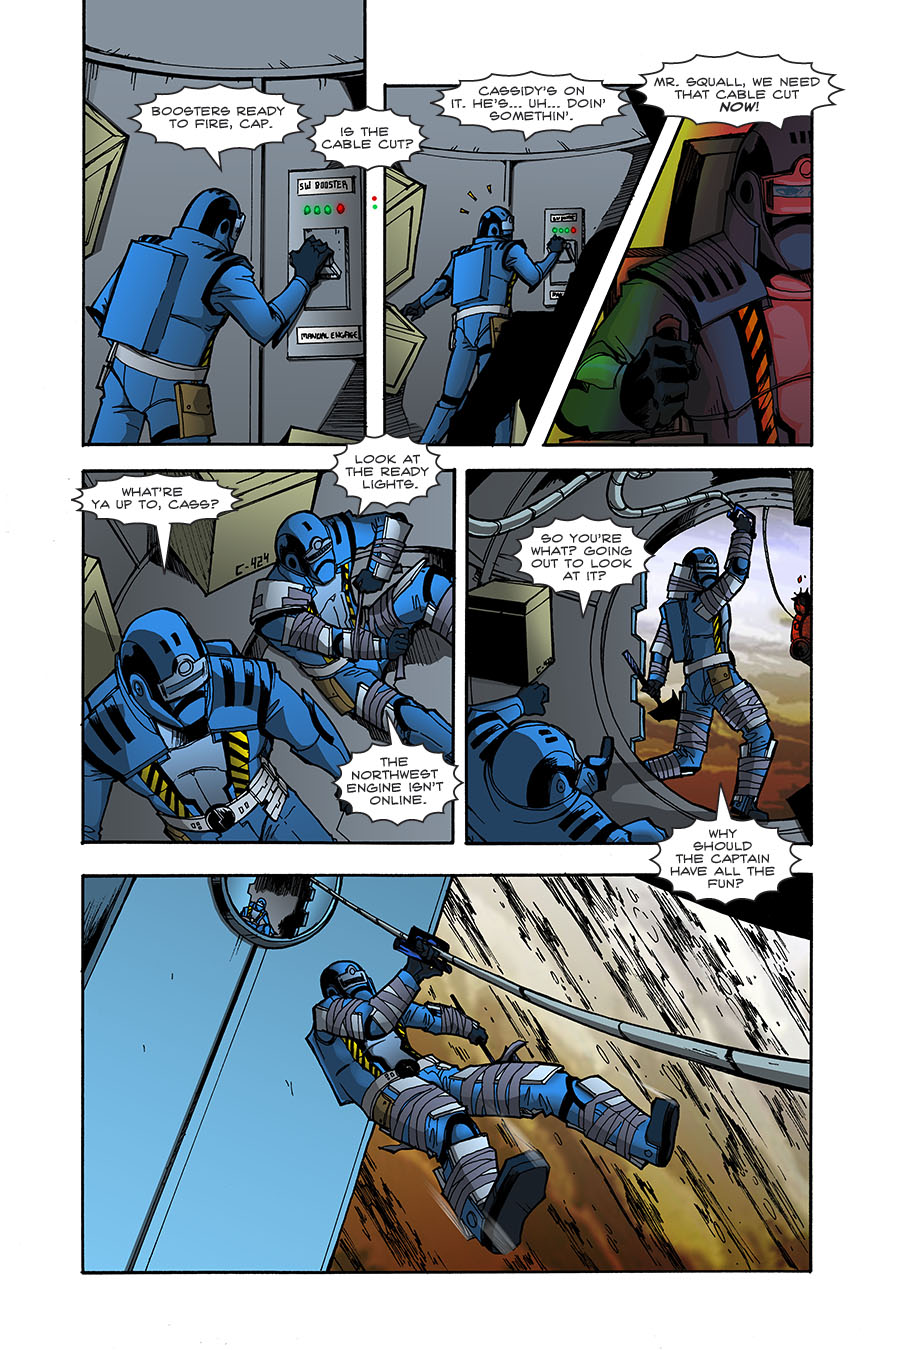 BOOSTERS READY
TO FIRE, CAP.
IS THE
CABLE CUT?
SW BOOSTER
MANUAL ENGAGE
CASSIDY'S ON
IT. HE'S... UH... DOIN'
SOMETHIN'.
MR. SQUALL, WE NEED
THAT CABLE CUT
NOW!
WHAT'RE
YA UP TO, CASS?
LOOK AT
THE READY
LIGHTS.
C-424
THE
NORTHWEST
ENGINE ISN'T
ONLINE.
SO YOU'RE
WHAT? GOING
OUT TO LOOK
AT IT?
WHY
SHOULD
THE CAPTAIN
HAVE ALL THE
FUN?